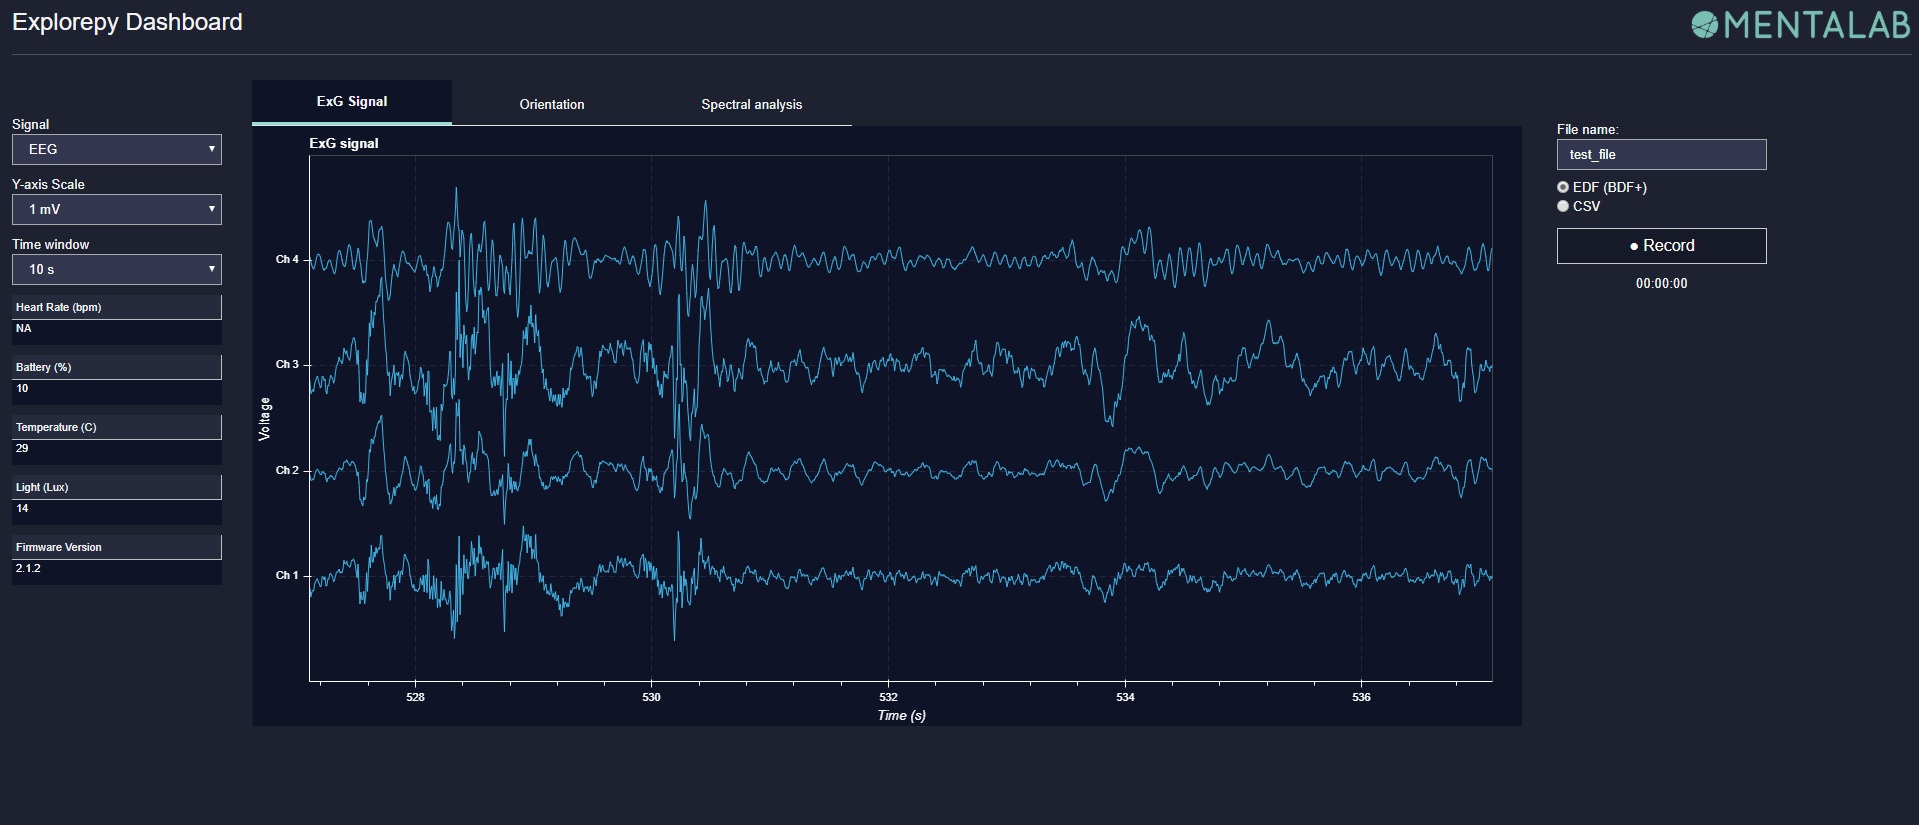 Explorepy Dashboard
MENTALAB
ExG Signal
Orientation
Spectral analysis
Signal
EEG
Y-axis Scale
1 mV
Time window
10 s
Heart Rate (bpm)
NA
Battery (%)
10
Temperature (C)
29
Light (Lux)
14
Firmware Version
2.1.2
ExG signal
Ch 4
Ch 3
Voltage
Ch 2
Ch 1
528
530
532
534
536
Time (s)
File name:
test_file
EDF (BDF+)
CSV
● Record
00:00:00